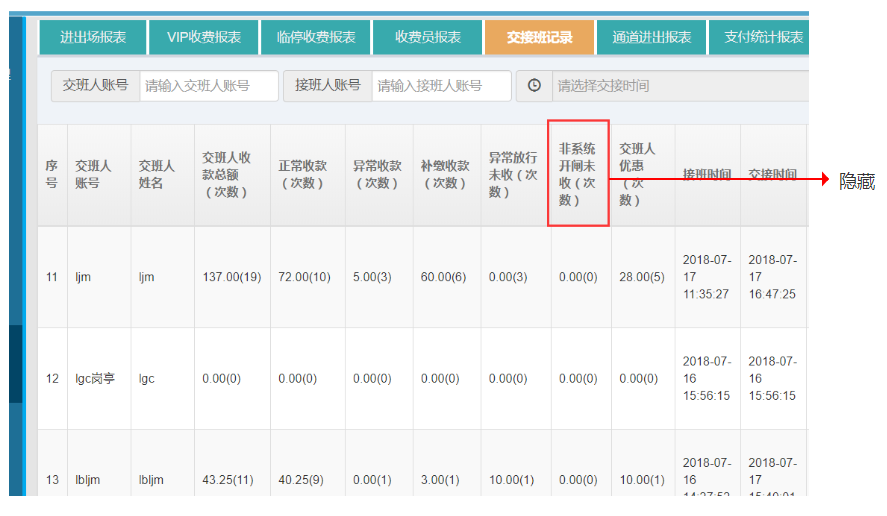 进出场报表 VIP收费报表 临停收费报表 收费员报表 交接班记录 通道进出报表 支付统计报表
交班人账号 请输入交班人账号 接班人账号 请输入接班人账号 请选择交接时间
序号 交班人账号 交班人姓名 交班人收款总额（次数） 正常收款（次数） 异常收款（次数） 补缴收款（次数） 异常放行未收（次数） 非系统开闸未收（次数） 交班人优惠（次数） 接班时间 交接时间
隐藏
11 ljm ljm 137.00(19) 72.00(10) 5.00(3) 60.00(6) 0.00(3) 0.00(0) 28.00(5) 2018-07-17 11:35:27 2018-07-17 16:47:25
12 lgc岗亭 lgc 0.00(0) 0.00(0) 0.00(0) 0.00(0) 0.00(0) 0.00(0) 0.00(0) 2018-07-16 15:56:15 2018-07-16 15:56:15
13 lbljm lbljm 43.25(11) 40.25(9) 0.00(1) 3.00(1) 10.00(1) 0.00(0) 10.00(1) 2018-07-16 2018-07-17